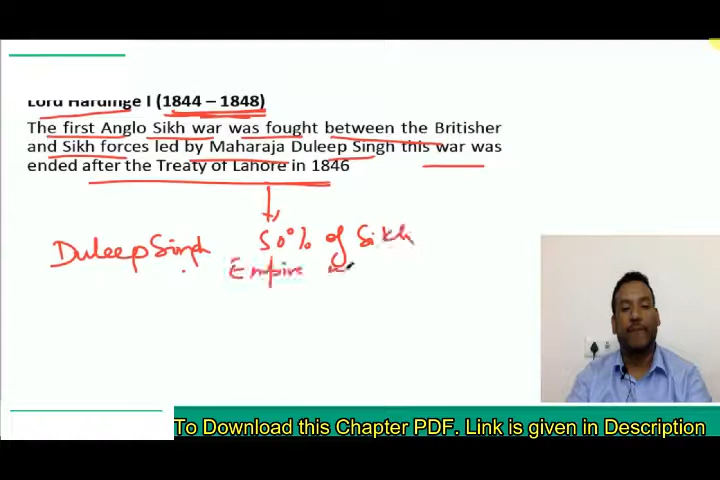 Lord Hardinge I (1844 – 1848)
The first Anglo Sikh war was fought between the Britisher
and Sikh forces led by Maharaja Duleep Singh this war was
ended after the Treaty of Lahore in 1846
Duleep Singh 50% of Sikh
Empire
To Download this Chapter PDF. Link is given in Description